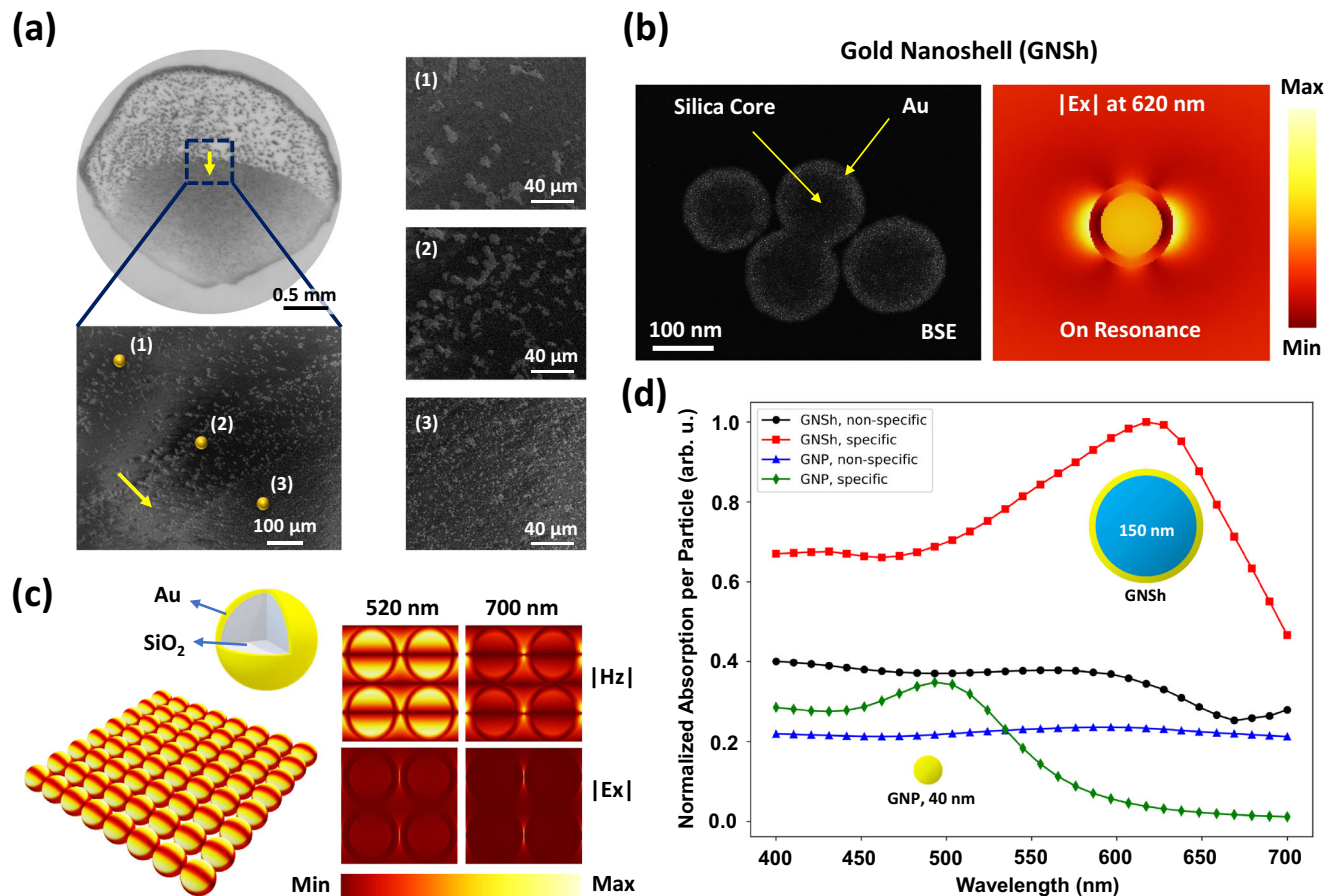 (a)
0.5 mm
(1)
(2)
(3)
100 µm
(1)
40 µm
(2)
40 µm
(3)
40 µm
(b)
Gold Nanoshell (GNSh)
Silica Core
Au
100 nm
BSE
|Ex| at 620 nm
On Resonance
Max
Min
(c)
Au
SiO₂
520 nm
700 nm
|Hz|
|Ex|
Min
Max
(d)
Normalized Absorption per Particle (arb. u.)
1.0
0.8
0.6
0.4
0.2
0.0
GNSh, non-specific
GNSh, specific
GNP, non-specific
GNP, specific
150 nm
GNSh
GNP, 40 nm
400
450
500
550
600
650
700
Wavelength (nm)